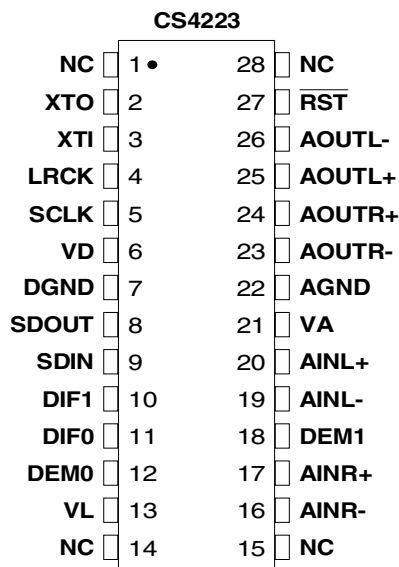 CS4223
NC 1 28 NC
XTO 2 27 RST
XTI 3 26 AOUTL-
LRCK 4 25 AOUTL+
SCLK 5 24 AOUTR+
VD 6 23 AOUTR-
DGND 7 22 AGND
SDOUT 8 21 VA
SDIN 9 20 AINL+
DIF1 10 19 AINL-
DIF0 11 18 DEM1
DEM0 12 17 AINR+
VL 13 16 AINR-
NC 14 15 NC